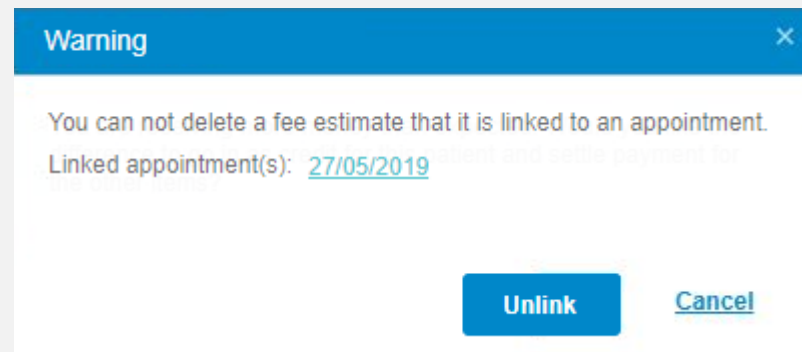 Warning
×
You can not delete a fee estimate that it is linked to an appointment.
Linked appointment(s): 27/05/2019
Unlink Cancel